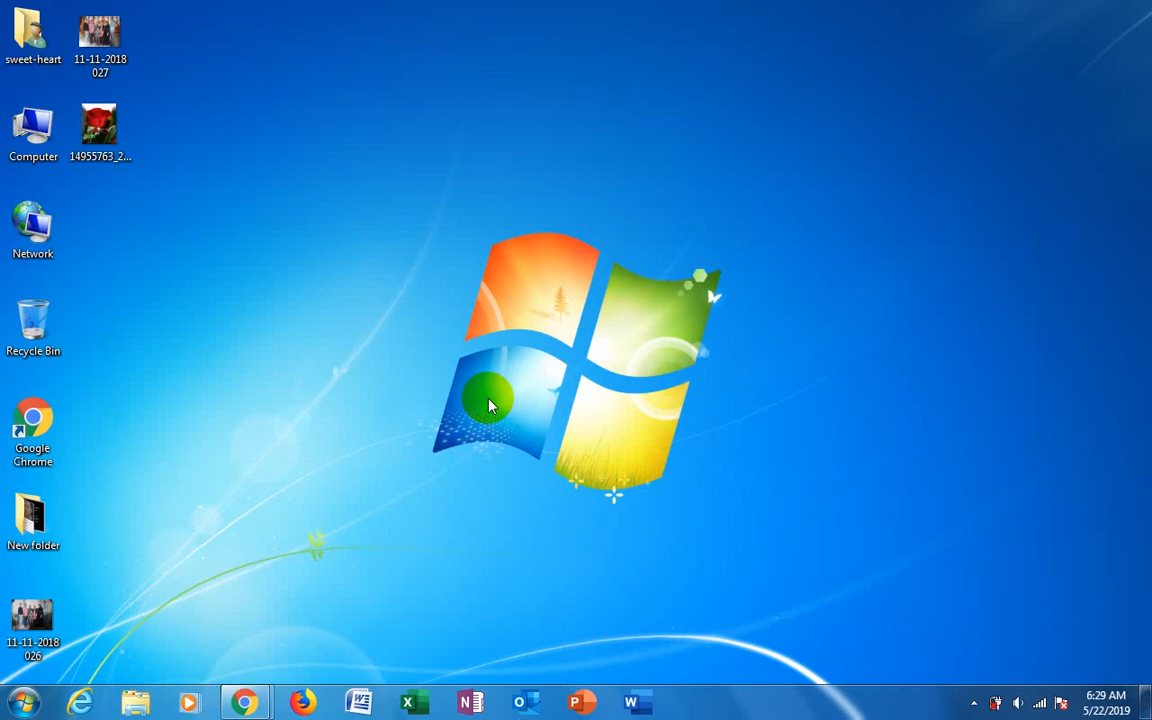 sweet-heart
11-11-2018
027
Computer
14955763_2...
Network
Recycle Bin
Google
Chrome
New folder
11-11-2018
026
6:29 AM
5/22/2019